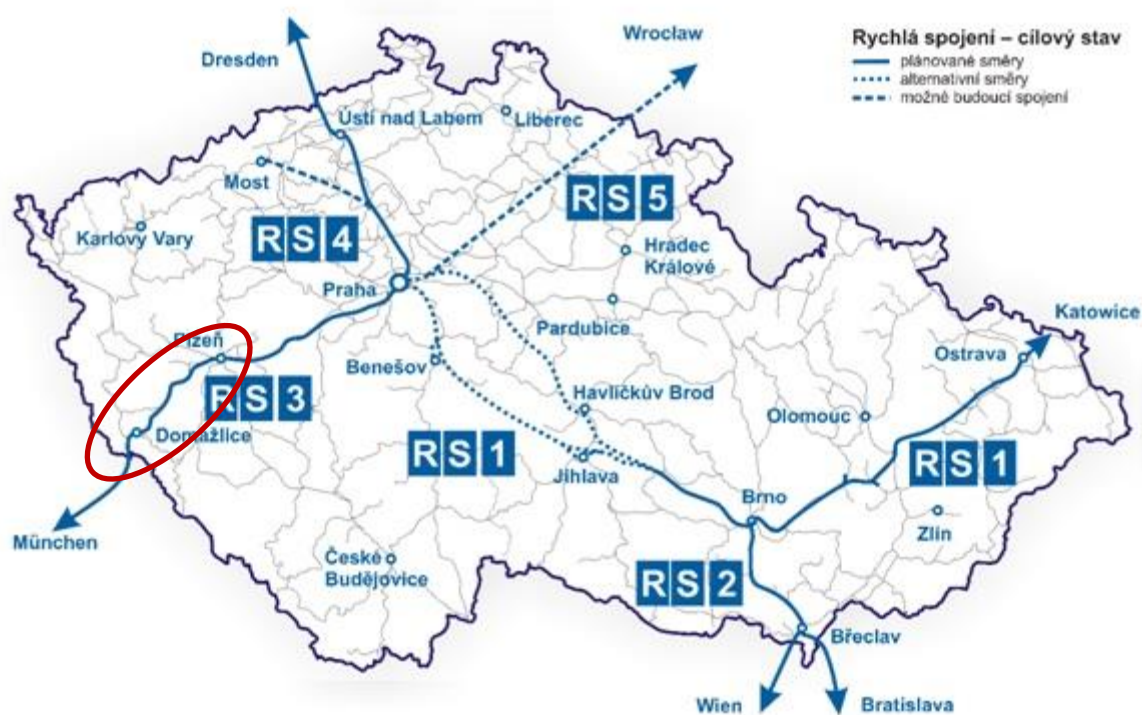 Wrocław
Rychlá spojení – cílový stav
plánované směry
alternativní směry
možné budoucí spojení
Dresden
Ústí nad Labem
Liberec
Most
RS 5
RS 4
Karlovy Vary
Hradec
Králové
Praha
Pardubice
Katowice
Plzeň
Ostrava
Benešov
RS 3
Havlíčkův Brod
Olomouc
Domažlice
RS 1
Jihlava
RS 1
Brno
Zlín
München
České
Budějovice
RS 2
Břeclav
Wien
Bratislava